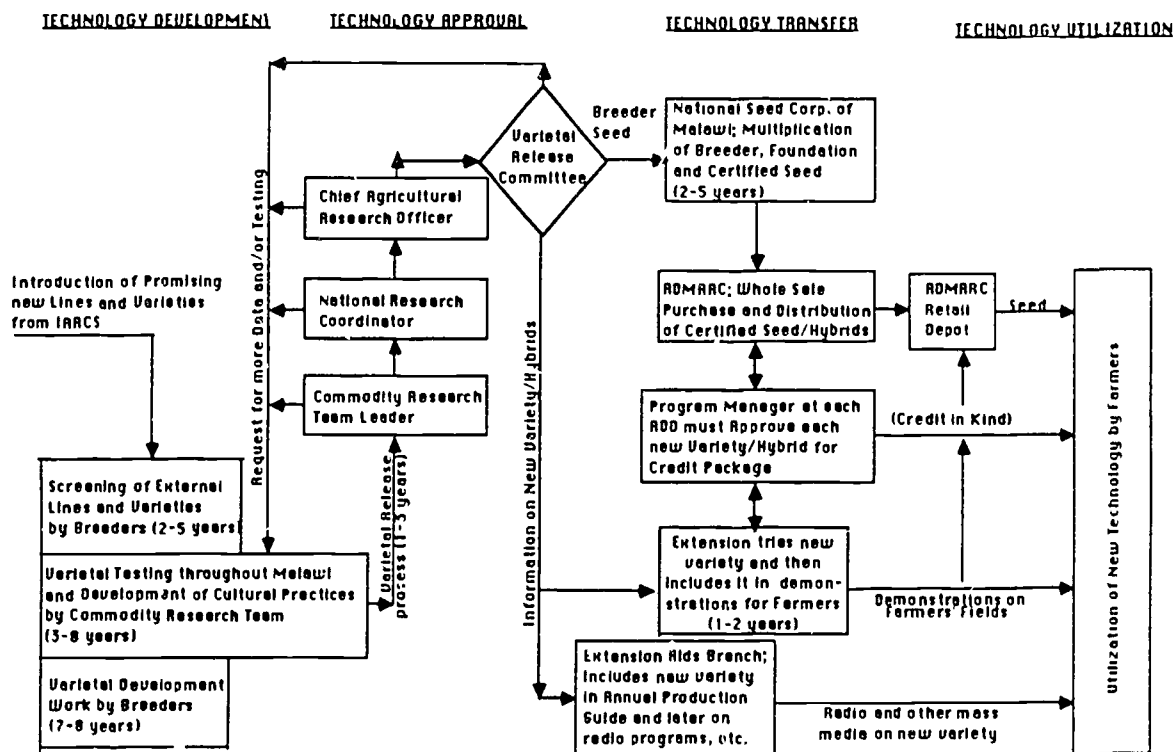 TECHNOLOGY DEVELOPMENT
TECHNOLOGY APPROVAL
TECHNOLOGY TRANSFER
TECHNOLOGY UTILIZATION
Introduction of Promising
new Lines and Varieties
from IARCS
Screening of External
Lines and Varieties
by Breeders (2-5 years)
Varietal Testing throughout Malawi
and Development of Cultural Practices
by Commodity Research Team
(3-8 years)
Varietal Development
Work by Breeders
(7-8 years)
Request for more Data and/or Testing
Varietal Release
process (1-3 years)
Commodity Research
Team Leader
National Research
Coordinator
Chief Agricultural
Research Officer
Varietal
Release
Committee
Breeder
Seed
Information on New Variety/Hybrids
National Seed Corp. of
Malawi; Multiplication
of Breeder, Foundation
and Certified Seed
(2-5 years)
ADMARC; Whole Sale
Purchase and Distribution
of Certified Seed/Hybrids
ADMARC
Retail
Depot
Seed
Program Manager at each
ADD must Approve each
new Variety/Hybrid for
Credit Package
(Credit in Kind)
Extension tries new
variety and then
includes it in demon-
strations for Farmers
(1-2 years)
Demonstrations on
Farmers' Fields
Extension Aids Branch;
Includes new variety
in Annual Production
Guide and later on
radio programs, etc.
Radio and other mass
media on new variety
Utilization of New Technology by Farmers